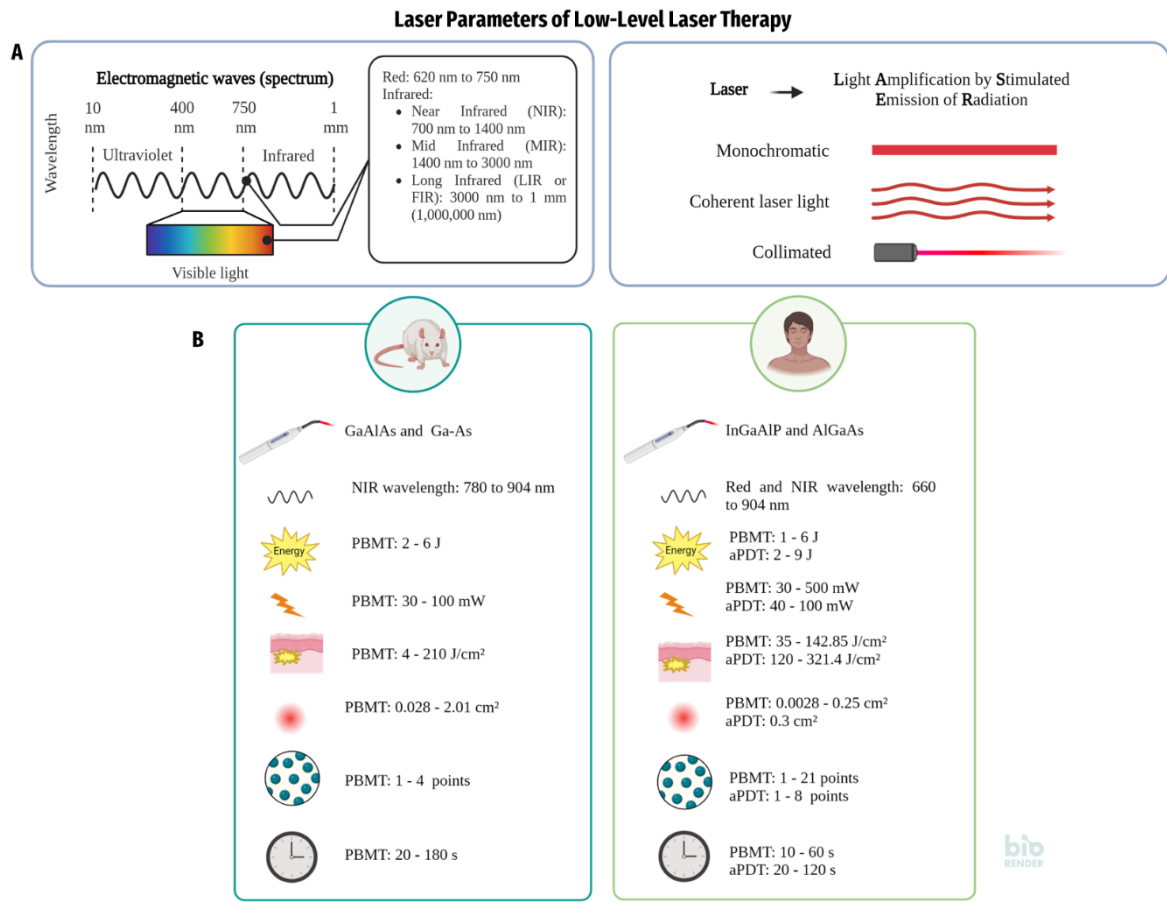 Laser Parameters of Low-Level Laser Therapy
A
Electromagnetic waves (spectrum)
10 400 750 1
nm nm nm mm
Wavelength
Ultraviolet Infrared
Visible light
Red: 620 nm to 750 nm
Infrared:
• Near Infrared (NIR):
700 nm to 1400 nm
• Mid Infrared (MIR):
1400 nm to 3000 nm
• Long Infrared (LIR or
FIR): 3000 nm to 1 mm
(1,000,000 nm)
Laser
Light Amplification by Stimulated
Emission of Radiation
Monochromatic
Coherent laser light
Collimated
B
GaAlAs and Ga-As
NIR wavelength: 780 to 904 nm
Energy
PBMT: 2 - 6 J
PBMT: 30 - 100 mW
Energy
PBMT: 4 - 210 J/cm²
PBMT: 0.028 - 2.01 cm²
PBMT: 1 - 4 points
PBMT: 20 - 180 s
InGaAlP and AlGaAs
Red and NIR wavelength: 660
to 904 nm
Energy
PBMT: 1 - 6 J
aPDT: 2 - 9 J
PBMT: 30 - 500 mW
aPDT: 40 - 100 mW
Energy
PBMT: 35 - 142.85 J/cm²
aPDT: 120 - 321.4 J/cm²
PBMT: 0.0028 - 0.25 cm²
aPDT: 0.3 cm²
PBMT: 1 - 21 points
aPDT: 1 - 8 points
PBMT: 10 - 60 s
aPDT: 20 - 120 s
bio
RENDER